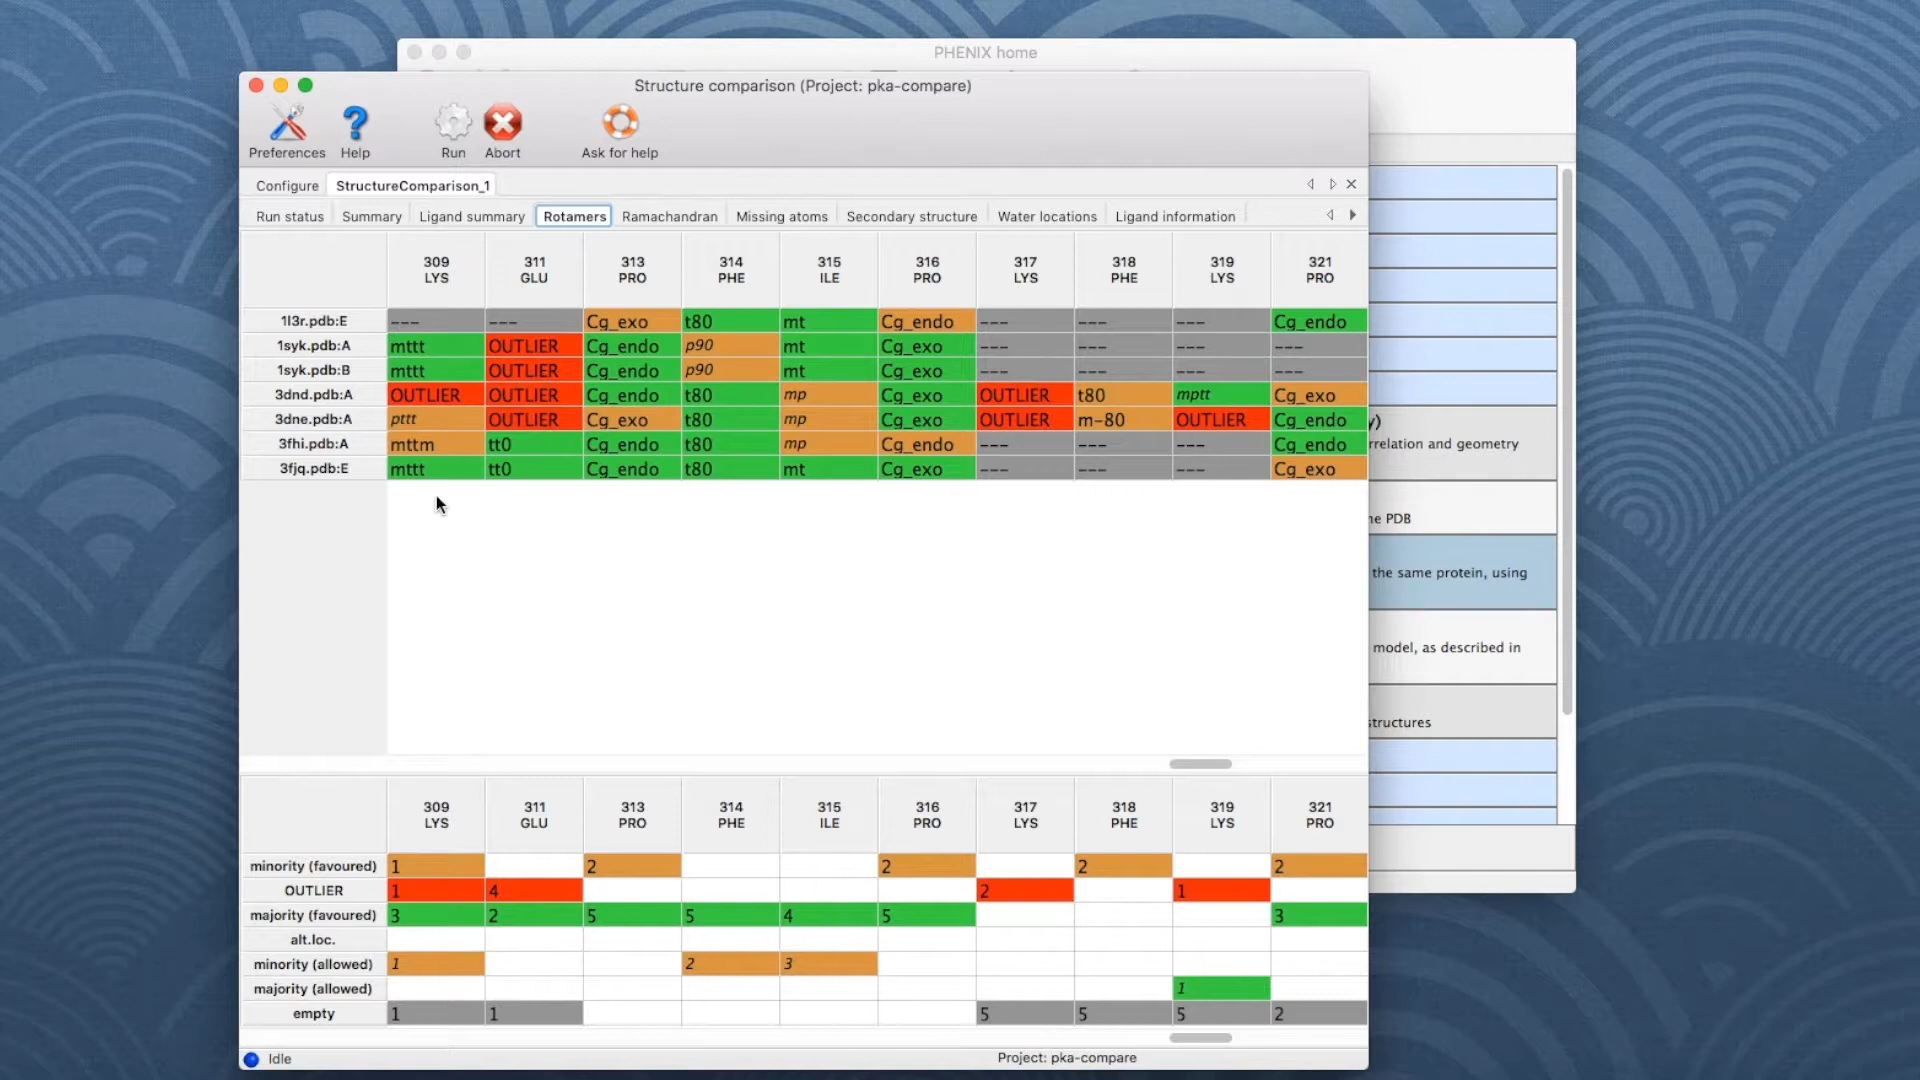 PHENIX home
Structure comparison (Project: pka-compare)
Preferences Help Run Abort Ask for help
Configure StructureComparison_1
Run status Summary Ligand summary Rotamers Ramachandran Missing atoms Secondary structure Water locations Ligand information
309 311 313 314 315 316 317 318 319 321
LYS GLU PRO PHE ILE PRO LYS PHE LYS PRO
1l3r.pdb:E --- --- Cg_exo t80 mt Cg_endo --- --- --- Cg_endo
1syk.pdb:A mttt OUTLIER Cg_endo p90 mt Cg_exo --- --- --- ---
1syk.pdb:B mttt OUTLIER Cg_endo p90 mt Cg_exo --- --- --- ---
3dnd.pdb:A OUTLIER OUTLIER Cg_endo t80 mp Cg_exo OUTLIER t80 mptt Cg_exo
3dne.pdb:A pttt OUTLIER Cg_exo t80 mp Cg_exo OUTLIER m-80 OUTLIER Cg_endo
3fhi.pdb:A mttm tt0 Cg_endo t80 mp Cg_endo --- --- --- Cg_endo
3fjq.pdb:E mttt tt0 Cg_endo t80 mt Cg_exo --- --- --- Cg_exo
y)
rrelation and geometry
ne PDB
the same protein, using
model, as described in
structures
309 311 313 314 315 316 317 318 319 321
LYS GLU PRO PHE ILE PRO LYS PHE LYS PRO
minority (favoured) 1 2 2 2 2
OUTLIER 1 4 2 1
majority (favoured) 3 2 5 5 4 5 3
alt.loc.
minority (allowed) 1 2 3
majority (allowed) 1
empty 1 1 5 5 5 2
Idle Project: pka-compare